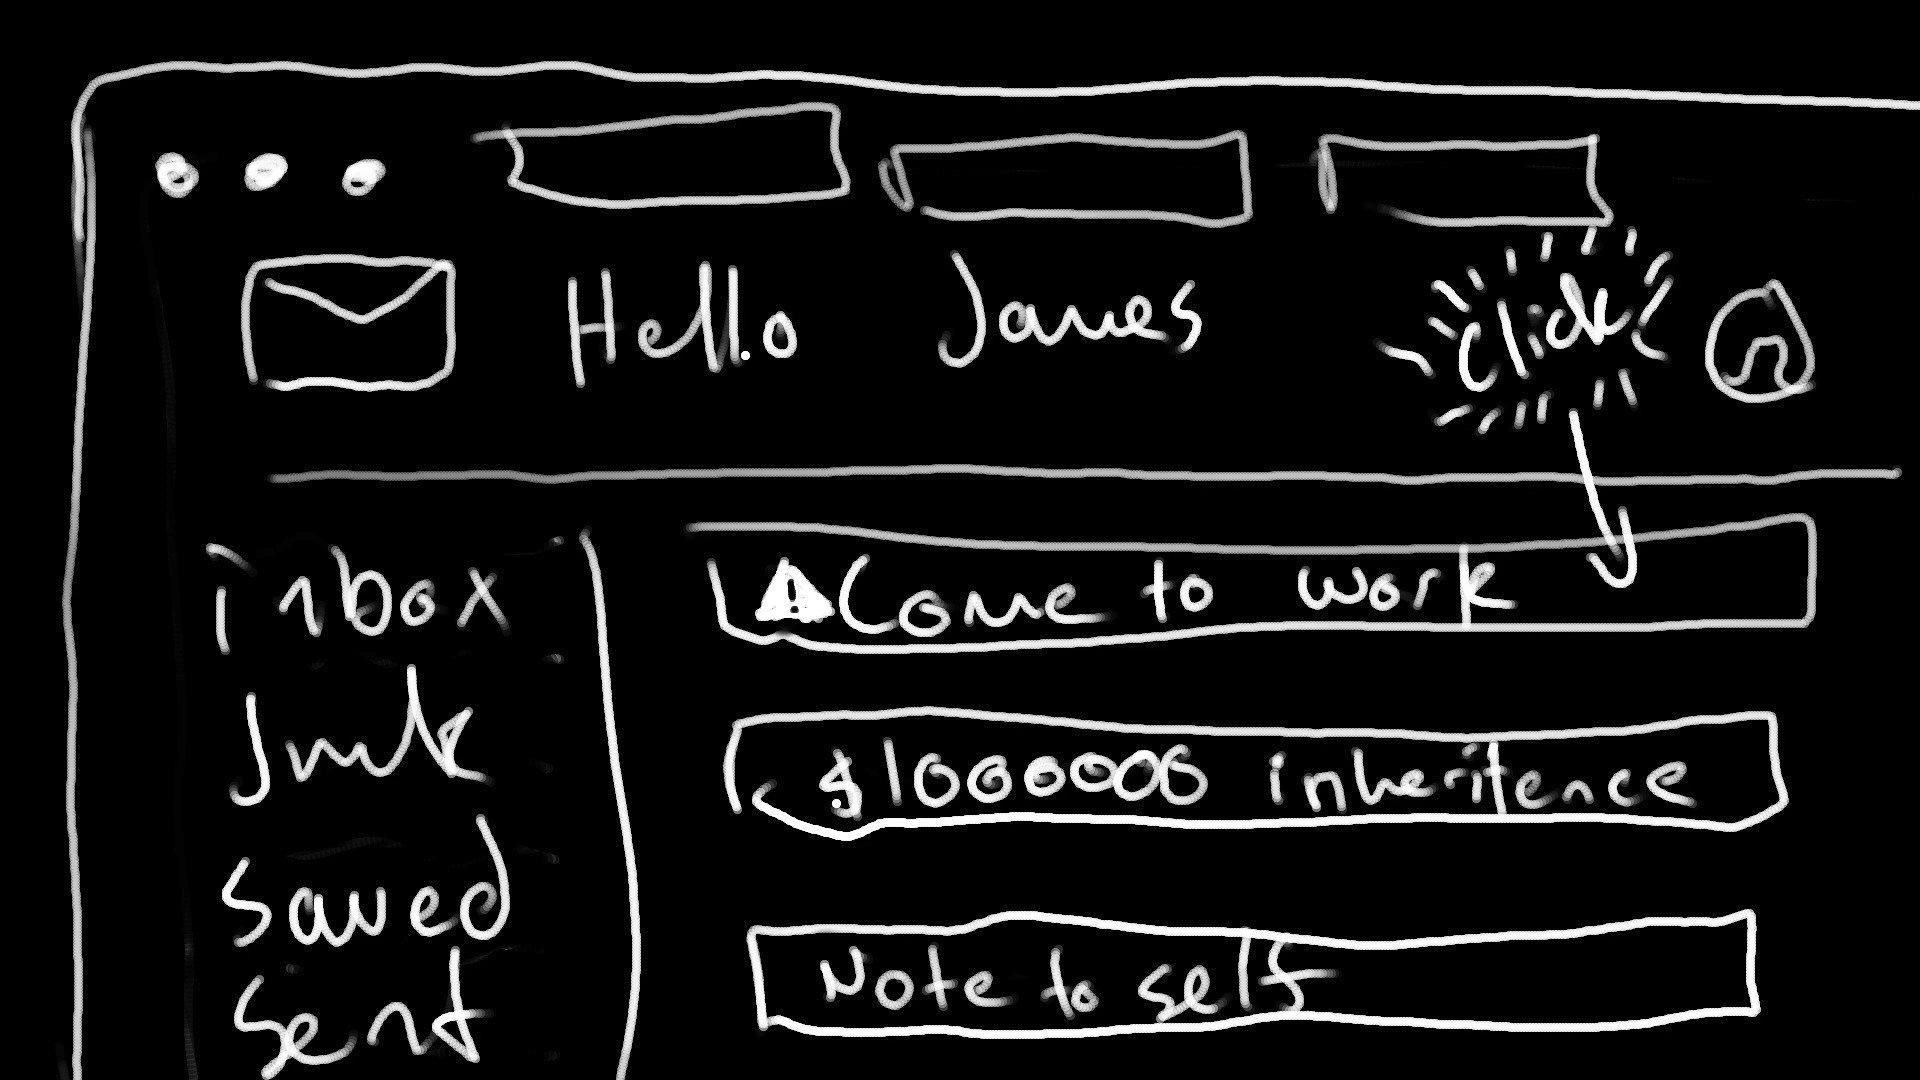 Hello James
click
inbox
Junk
Saved
Sent
Come to work
$1000000 inheritence
Note to self